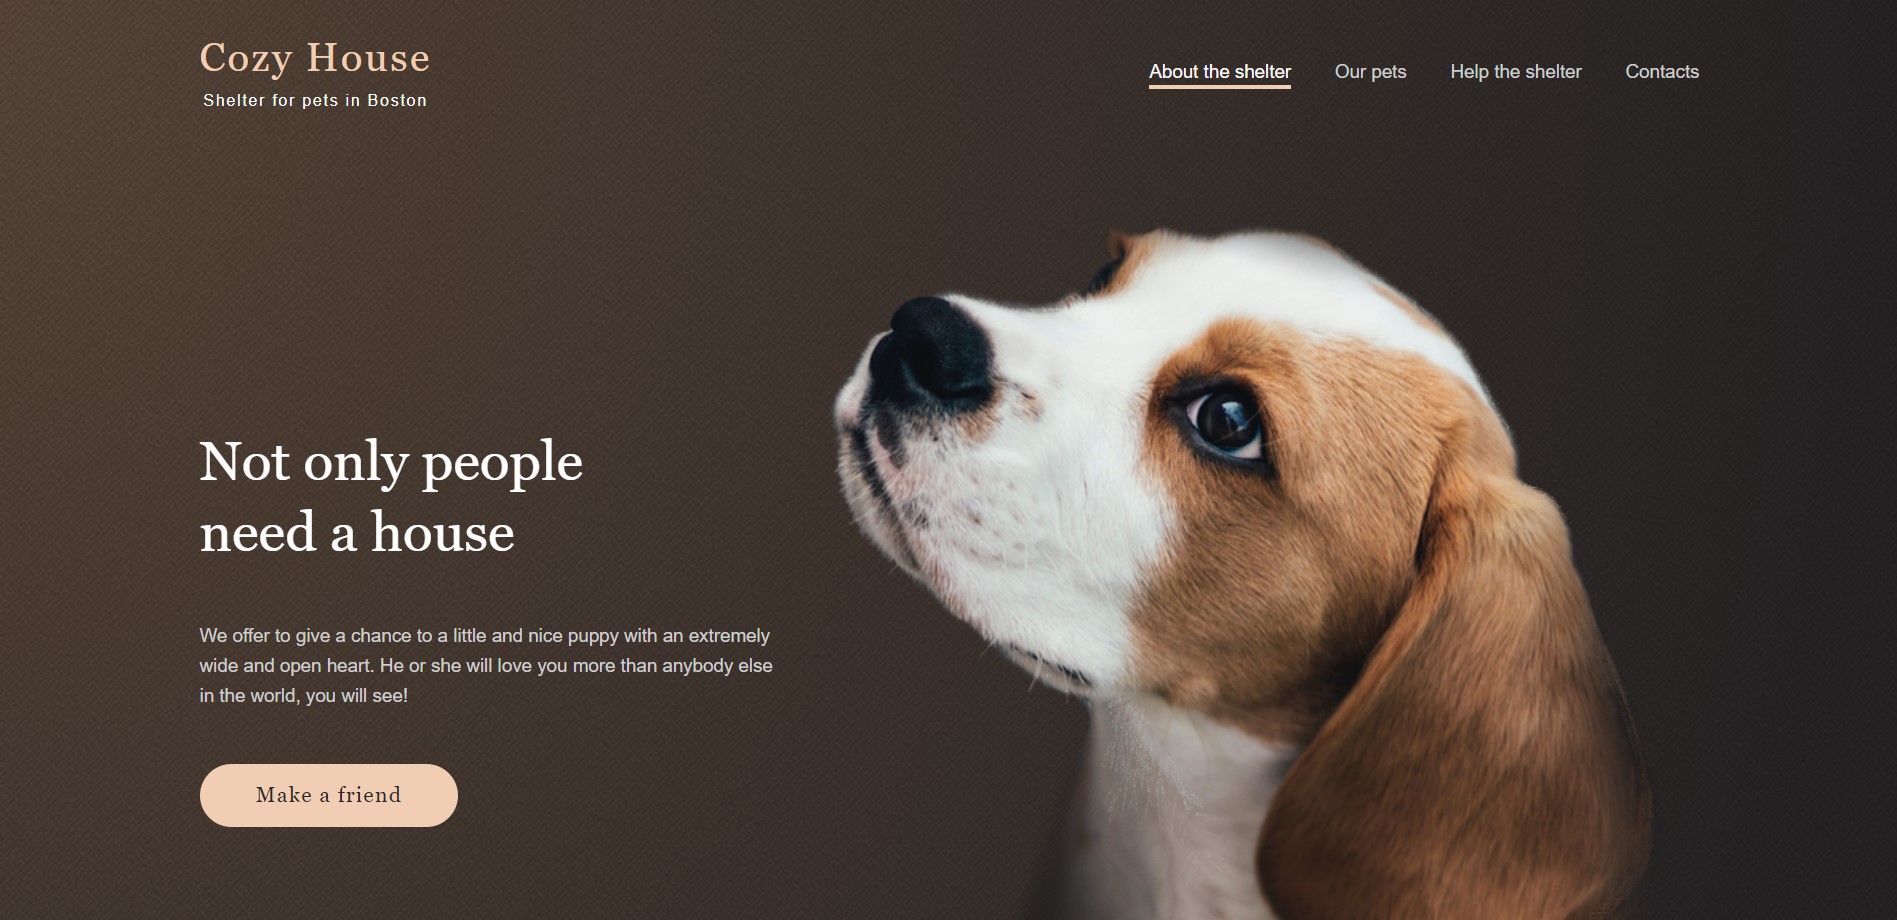 Cozy House
Shelter for pets in Boston
About the shelter
Our pets
Help the shelter
Contacts
Not only people
need a house
We offer to give a chance to a little and nice puppy with an extremely
wide and open heart. He or she will love you more than anybody else
in the world, you will see!
Make a friend